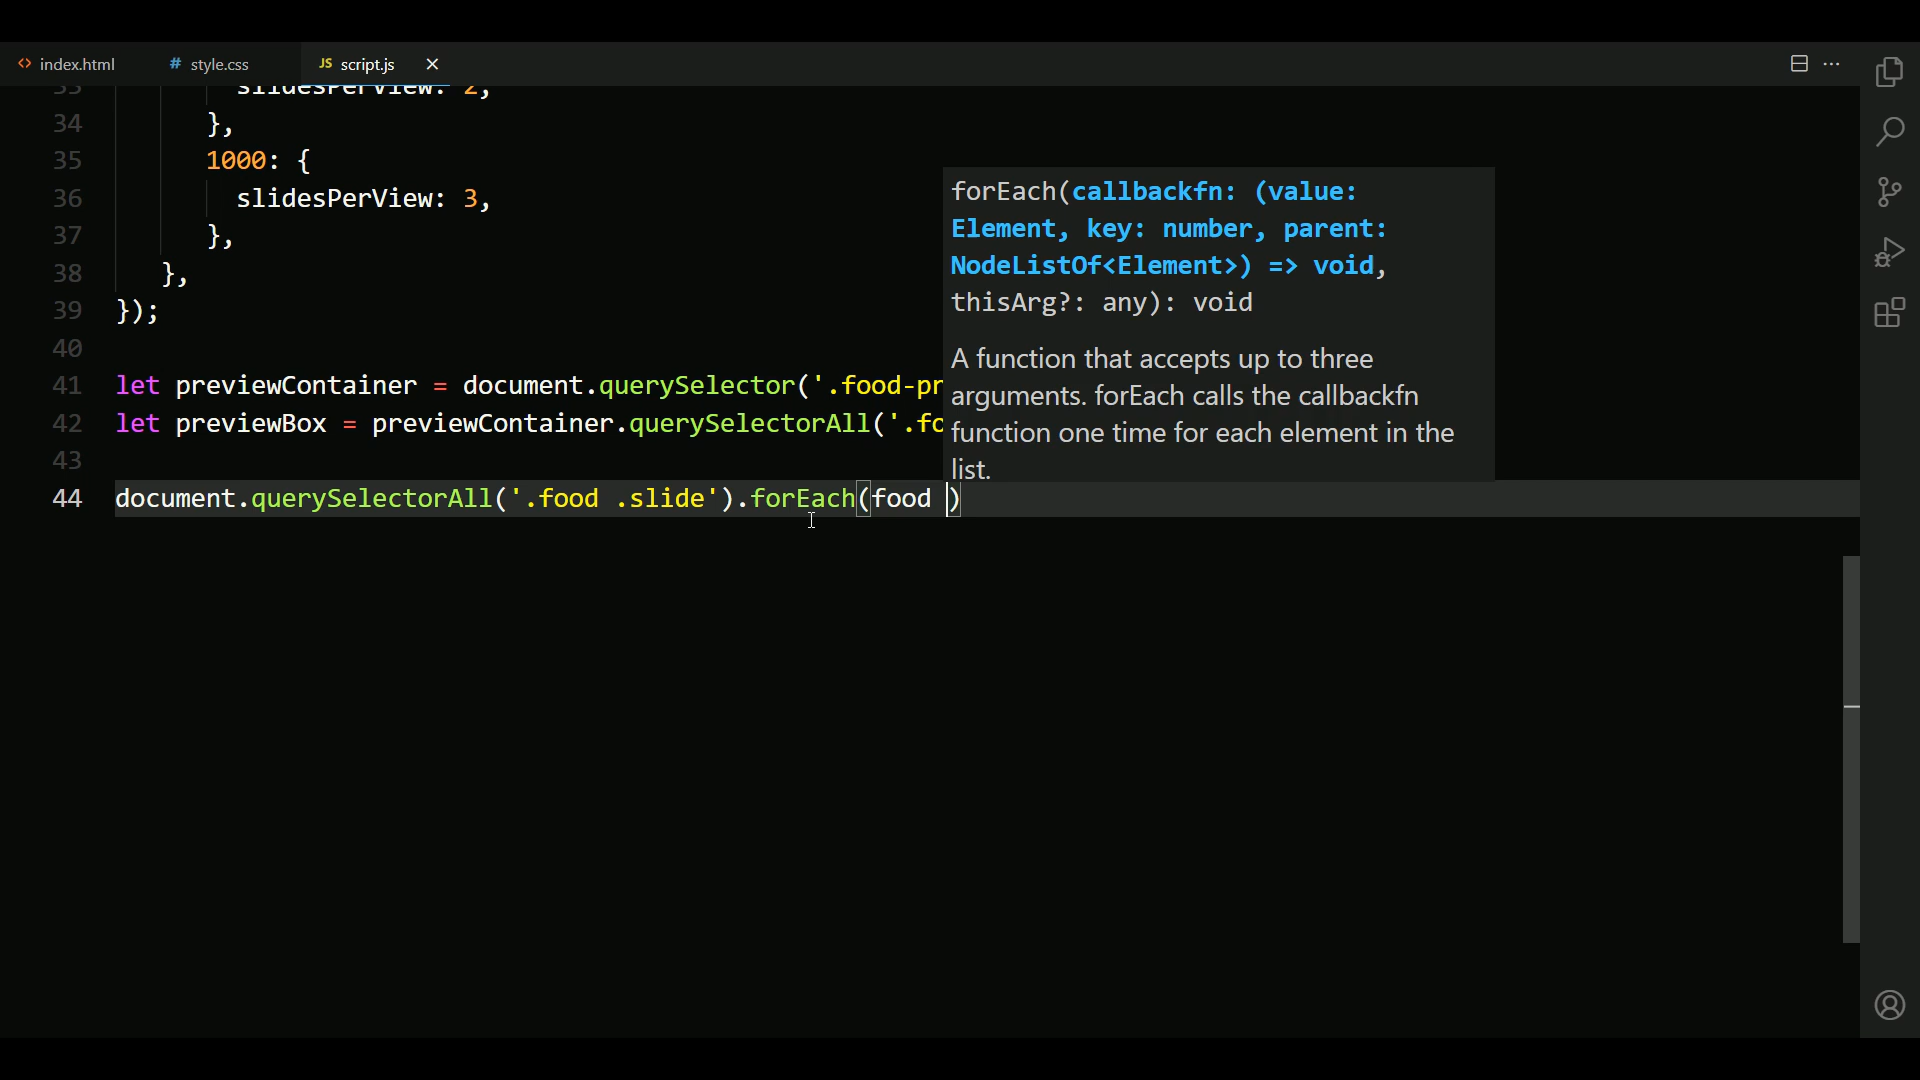 index.html # style.css JS script.js
33 slidesPerView: 2,
34 },
35 1000: {
36 slidesPerView: 3,
37 },
38 },
39 });
40
41 let previewContainer = document.querySelector('.food-pr
42 let previewBox = previewContainer.querySelectorAll('.fo
43
44 document.querySelectorAll('.food .slide').forEach(food )
forEach(callbackfn: (value:
Element, key: number, parent:
NodeListOf<Element>) => void,
thisArg?: any): void
A function that accepts up to three
arguments. forEach calls the callbackfn
function one time for each element in the
list.